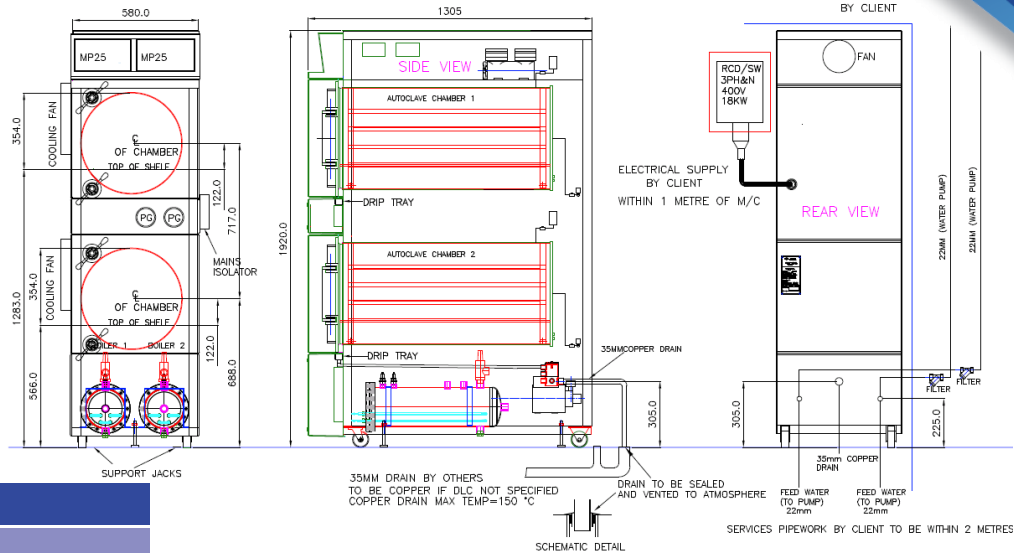 580.0
MP25
MP25
COOLING FAN
354.0
℄
OF CHAMBER
TOP OF SHELF
122.0
717.0
PG
PG
MAINS
ISOLATOR
1283.0
354.0
COOLING FAN
℄
OF CHAMBER
TOP OF SHELF
122.0
688.0
566.0
BOILER 1
BOILER 2
SUPPORT JACKS
1305
1920.0
SIDE VIEW
AUTOCLAVE CHAMBER 1
DRIP TRAY
AUTOCLAVE CHAMBER 2
DRIP TRAY
35MMCOPPER DRAIN
305.0
35MM DRAIN BY OTHERS
TO BE COPPER IF DLC NOT SPECIFIED
COPPER DRAIN MAX TEMP=150 °C
DRAIN TO BE SEALED
AND VENTED TO ATMOSPHERE
SCHEMATIC DETAIL
BY CLIENT
RCD/SW
3PH&N
400V
18KW
ELECTRICAL SUPPLY
BY CLIENT
WITHIN 1 METRE OF M/C
FAN
REAR VIEW
22MM (WATER PUMP)
22MM (WATER PUMP)
FILTER
FILTER
305.0
225.0
35mm COPPER
DRAIN
FEED WATER
(TO PUMP)
22mm
FEED WATER
(TO PUMP)
22mm
SERVICES PIPEWORK BY CLIENT TO BE WITHIN 2 METRES